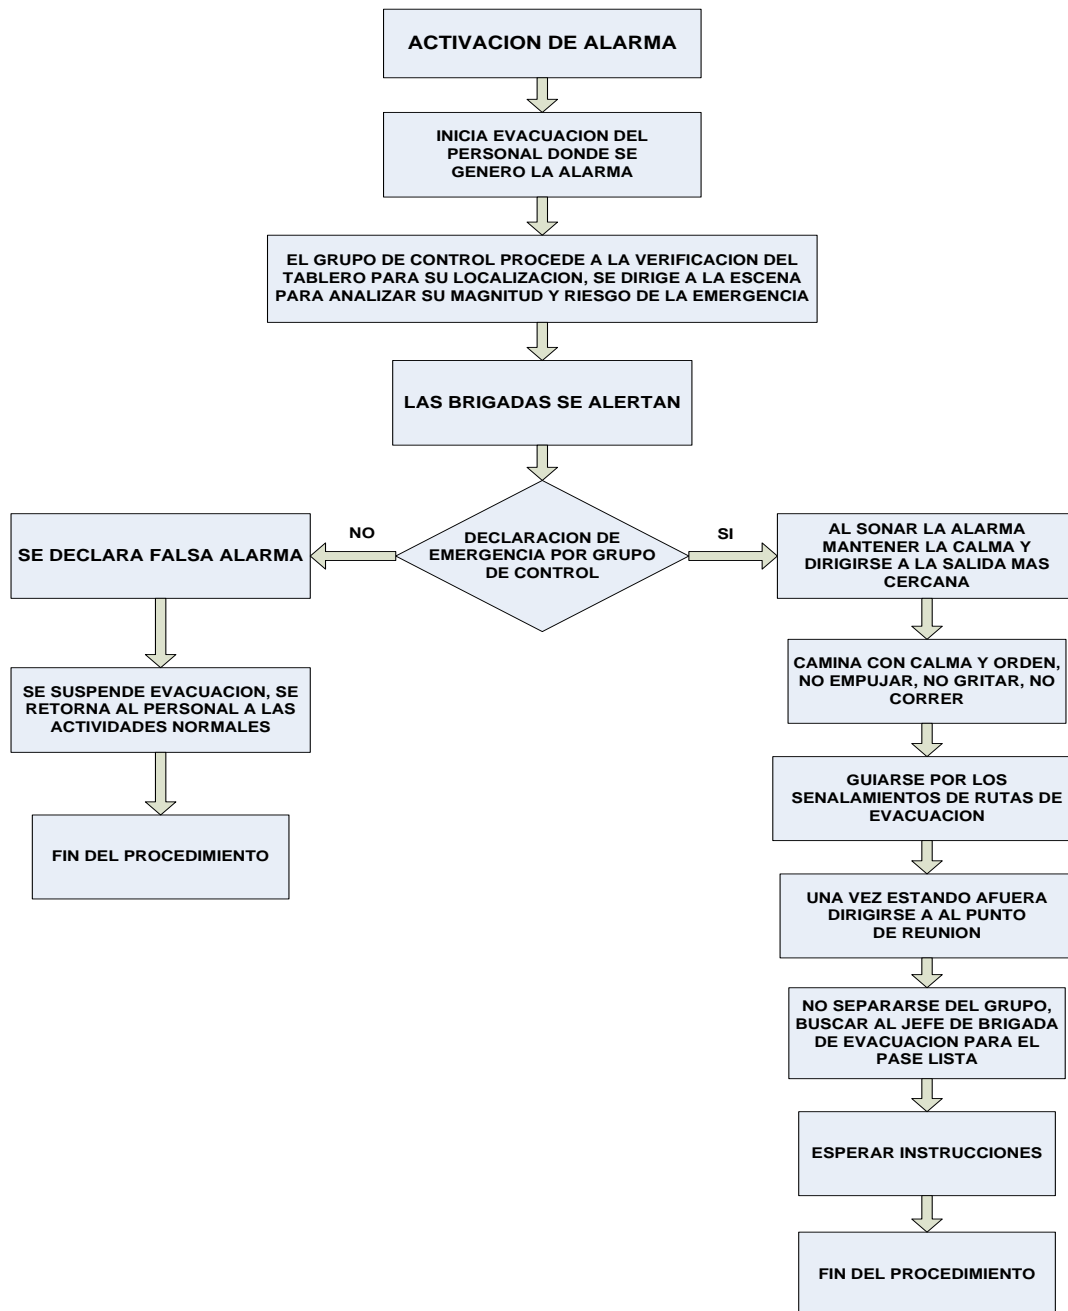 ACTIVACION DE ALARMA
INICIA EVACUACION DEL
PERSONAL DONDE SE
GENERO LA ALARMA
EL GRUPO DE CONTROL PROCEDE A LA VERIFICACION DEL
TABLERO PARA SU LOCALIZACION, SE DIRIGE A LA ESCENA
PARA ANALIZAR SU MAGNITUD Y RIESGO DE LA EMERGENCIA
LAS BRIGADAS SE ALERTAN
DECLARACION DE
EMERGENCIA POR GRUPO
DE CONTROL
NO
SE DECLARA FALSA ALARMA
SE SUSPENDE EVACUACION, SE
RETORNA AL PERSONAL A LAS
ACTIVIDADES NORMALES
FIN DEL PROCEDIMIENTO
SI
AL SONAR LA ALARMA
MANTENER LA CALMA Y
DIRIGIRSE A LA SALIDA MAS
CERCANA
CAMINA CON CALMA Y ORDEN,
NO EMPUJAR, NO GRITAR, NO
CORRER
GUIARSE POR LOS
SENALAMIENTOS DE RUTAS DE
EVACUACION
UNA VEZ ESTANDO AFUERA
DIRIGIRSE A AL PUNTO
DE REUNION
NO SEPARARSE DEL GRUPO,
BUSCAR AL JEFE DE BRIGADA
DE EVACUACION PARA EL
PASE LISTA
ESPERAR INSTRUCCIONES
FIN DEL PROCEDIMIENTO